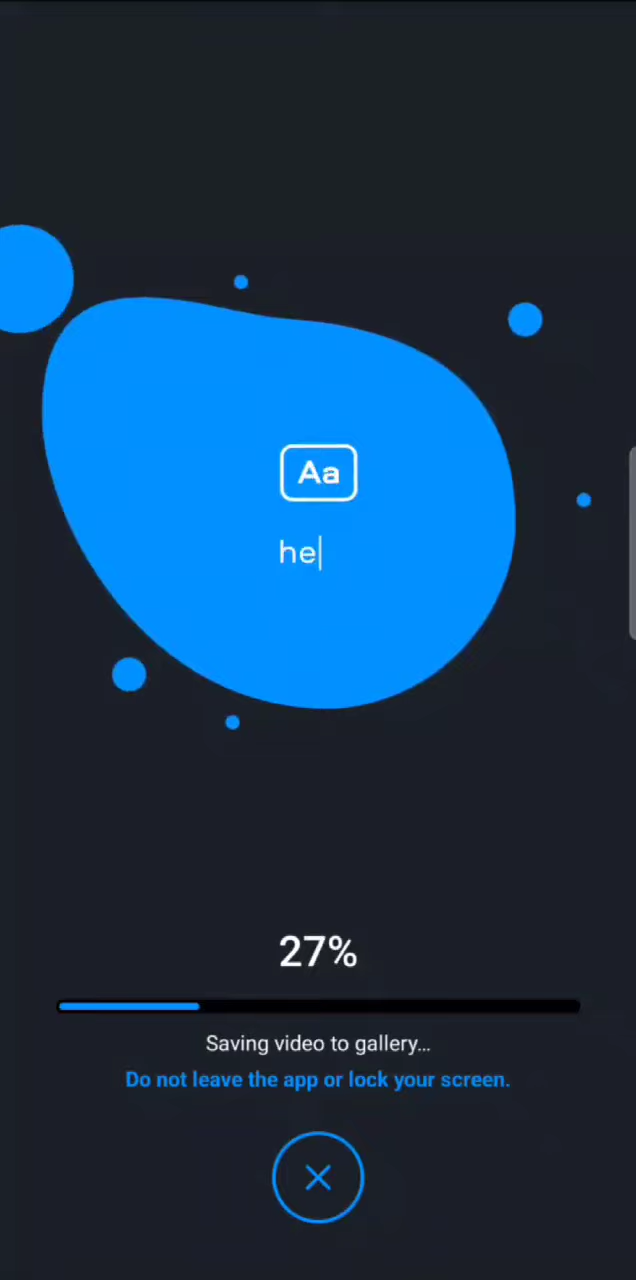 Aa
he
27%
Saving video to gallery...
Do not leave the app or lock your screen.